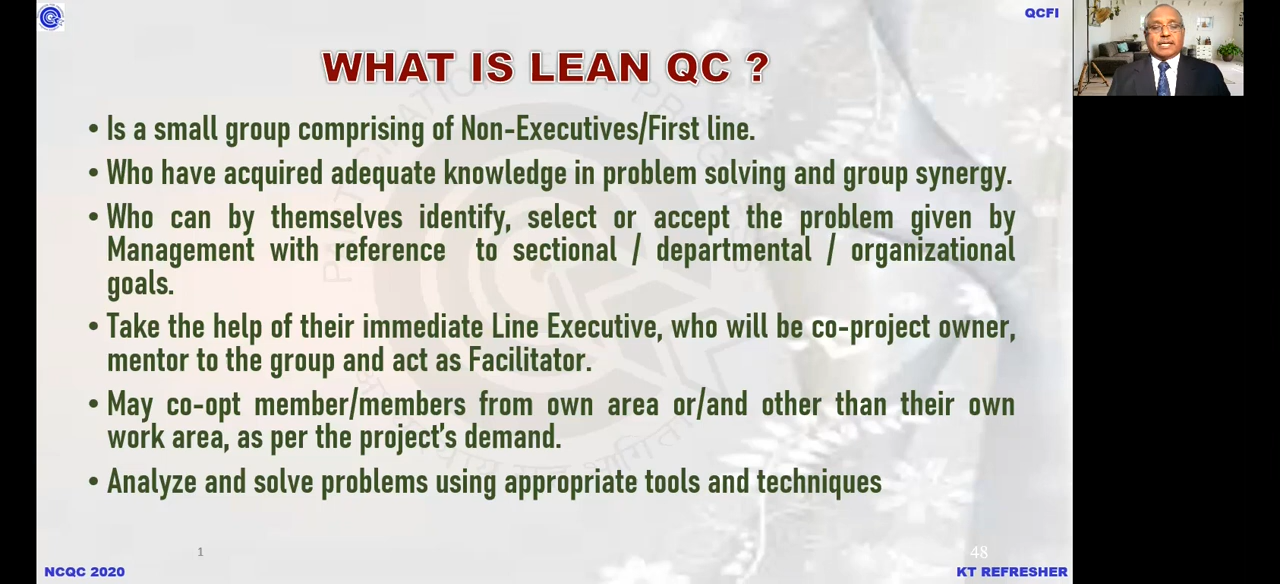 QCFI
WHAT IS LEAN QC ?
• Is a small group comprising of Non-Executives/First line.
• Who have acquired adequate knowledge in problem solving and group synergy.
• Who can by themselves identify, select or accept the problem given by
Management with reference to sectional / departmental / organizational
goals.
• Take the help of their immediate Line Executive, who will be co-project owner,
mentor to the group and act as Facilitator.
• May co-opt member/members from own area or/and other than their own
work area, as per the project's demand.
• Analyze and solve problems using appropriate tools and techniques
1
48
NCQC 2020
KT REFRESHER